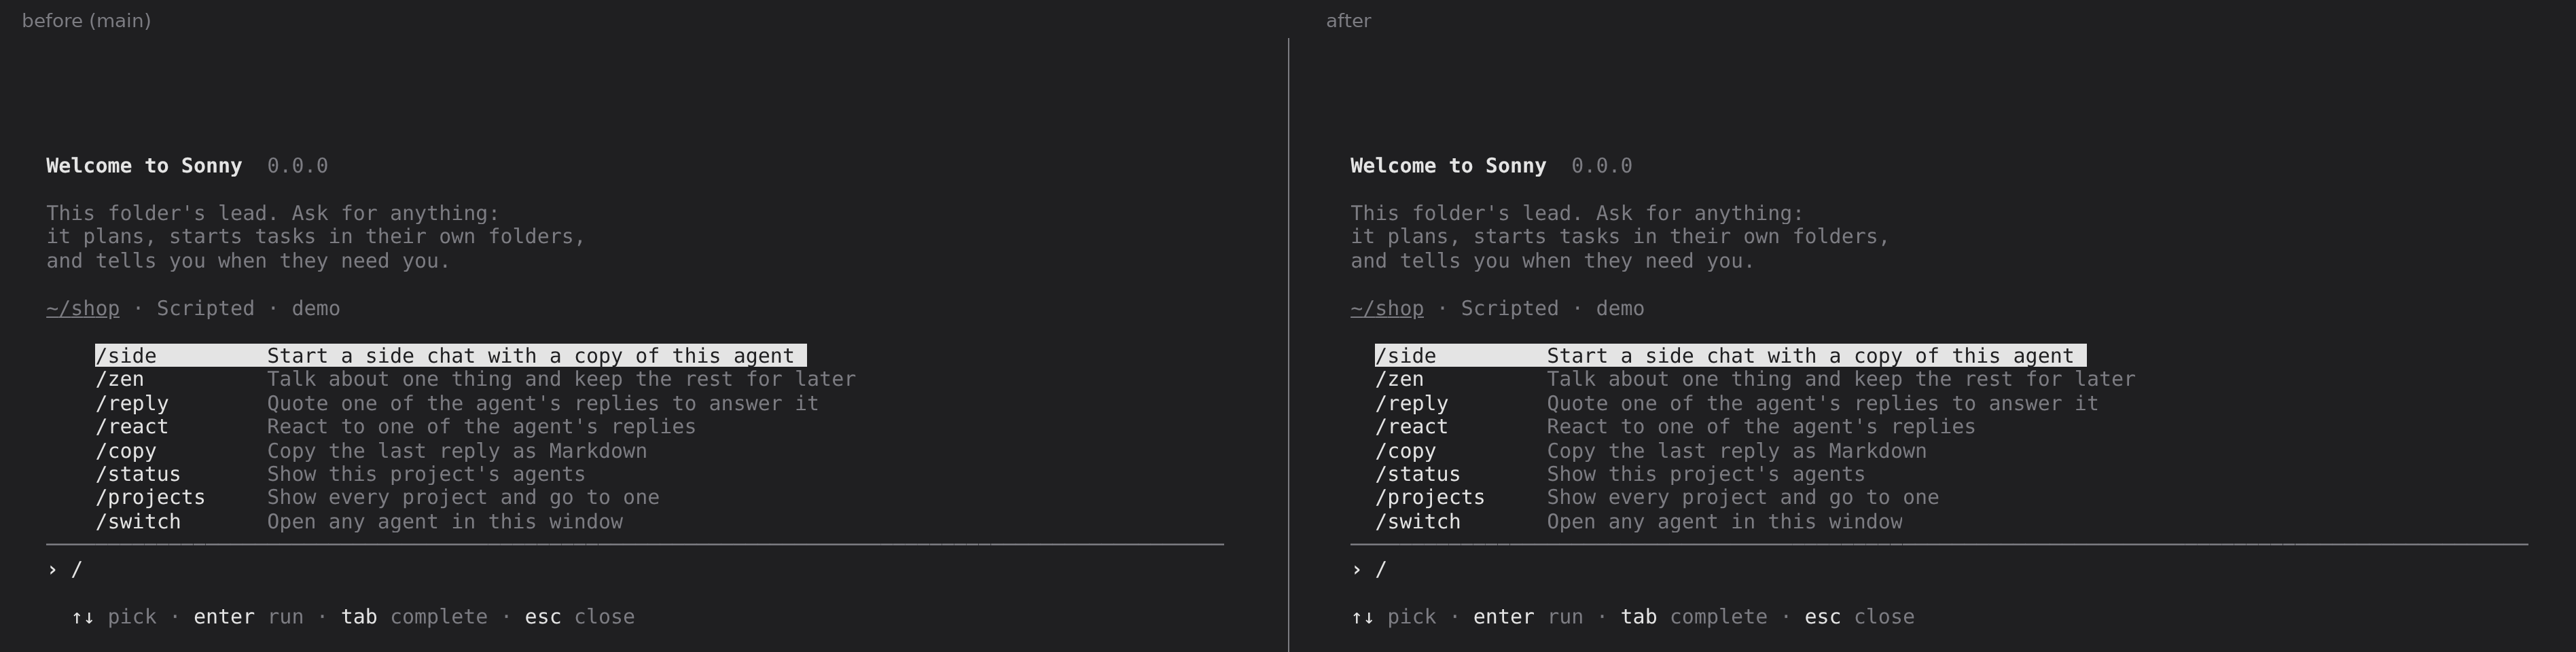 before (main)
Welcome to Sonny 0.0.0
This folder's lead. Ask for anything:
it plans, starts tasks in their own folders,
and tells you when they need you.
~/shop · Scripted · demo
/side Start a side chat with a copy of this agent
/zen Talk about one thing and keep the rest for later
/reply Quote one of the agent's replies to answer it
/react React to one of the agent's replies
/copy Copy the last reply as Markdown
/status Show this project's agents
/projects Show every project and go to one
/switch Open any agent in this window
› /
↑↓ pick · enter run · tab complete · esc close
after
Welcome to Sonny 0.0.0
This folder's lead. Ask for anything:
it plans, starts tasks in their own folders,
and tells you when they need you.
~/shop · Scripted · demo
/side Start a side chat with a copy of this agent
/zen Talk about one thing and keep the rest for later
/reply Quote one of the agent's replies to answer it
/react React to one of the agent's replies
/copy Copy the last reply as Markdown
/status Show this project's agents
/projects Show every project and go to one
/switch Open any agent in this window
› /
↑↓ pick · enter run · tab complete · esc close